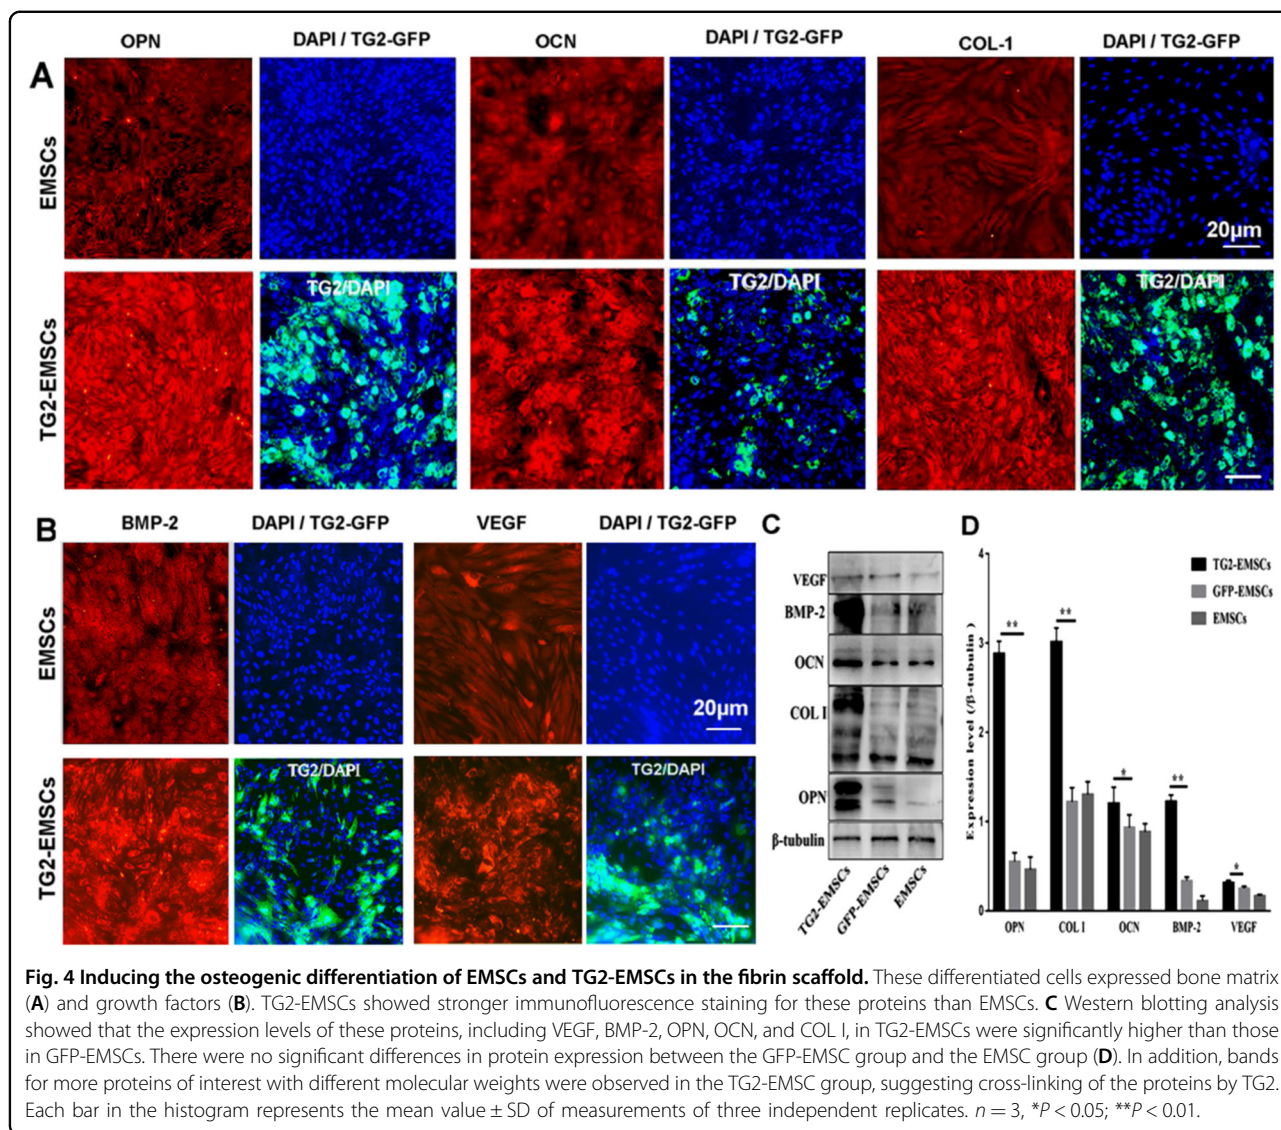 A
OPN
DAPI / TG2-GFP
OCN
DAPI / TG2-GFP
COL-1
DAPI / TG2-GFP
EMSCs
20µm
TG2-EMSCs
TG2/DAPI
TG2/DAPI
TG2/DAPI
B
BMP-2
DAPI / TG2-GFP
VEGF
DAPI / TG2-GFP
EMSCs
20µm
TG2-EMSCs
TG2/DAPI
TG2/DAPI
C
VEGF
BMP-2
OCN
COL I
OPN
β-tubulin
TG2-EMSCs
GFP-EMSCs
EMSCs
D
Expression level (/β-tubulin)
4
3
2
1
0
**
**
*
**
*
TG2-EMSCs
GFP-EMSCs
EMSCs
OPN
COL I
OCN
BMP-2
VEGF
Fig. 4 Inducing the osteogenic differentiation of EMSCs and TG2-EMSCs in the fibrin scaffold. These differentiated cells expressed bone matrix
(A) and growth factors (B). TG2-EMSCs showed stronger immunofluorescence staining for these proteins than EMSCs. C Western blotting analysis
showed that the expression levels of these proteins, including VEGF, BMP-2, OPN, OCN, and COL I, in TG2-EMSCs were significantly higher than those
in GFP-EMSCs. There were no significant differences in protein expression between the GFP-EMSC group and the EMSC group (D). In addition, bands
for more proteins of interest with different molecular weights were observed in the TG2-EMSC group, suggesting cross-linking of the proteins by TG2.
Each bar in the histogram represents the mean value ± SD of measurements of three independent replicates. n = 3, *P < 0.05; **P < 0.01.